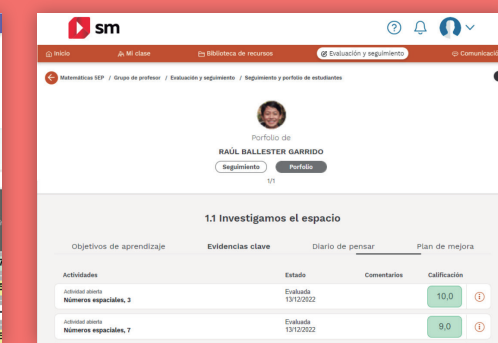 sm
Inicio Mi clase Biblioteca de recursos Evaluación y seguimiento Comunicació
Matemáticas SEP / Grupo de profesor / Evaluación y seguimiento / Seguimiento y porfolio de estudiantes
Porfolio de
RAÚL BALLESTER GARRIDO
Seguimiento Porfolio
1/1
1.1 Investigamos el espacio
Objetivos de aprendizaje Evidencias clave Diario de pensar Plan de mejora
Actividades Estado Comentarios Calificación
Actividad abierta Evaluada
Números espaciales, 3 13/12/2022 10,0
Actividad abierta Evaluada
Números espaciales, 7 13/12/2022 9,0